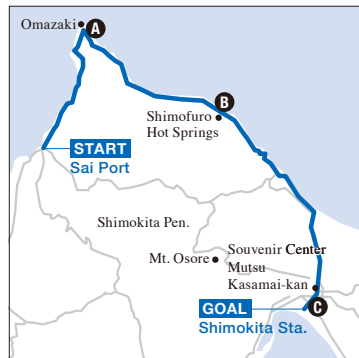 Omazaki
A
B
Shimofuro
Hot Springs
START
Sai Port
Shimokita Pen.
Souvenir Center
Mt. Osore
Mutsu
Kasamai-kan
GOAL
C
Shimokita Sta.